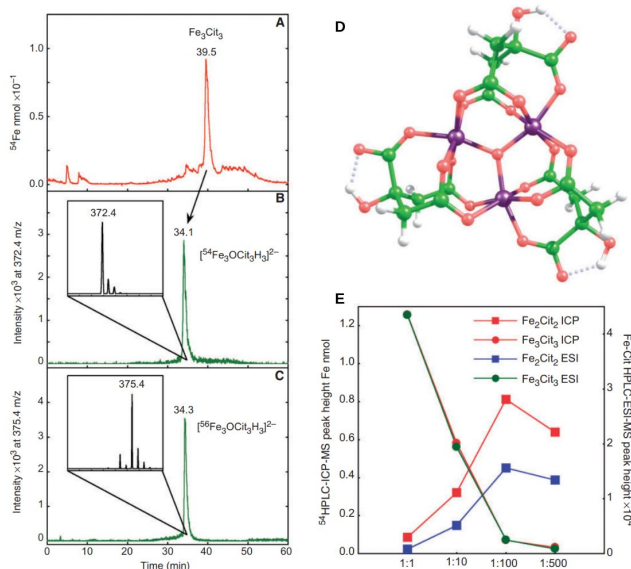 A
Fe3Cit3
39.5
⁵⁴Fe nmol ×10⁻¹
1.0
0.5
0.0
B
372.4
34.1
[⁵⁴Fe₃OCit₃H₃]²⁻
Intensity ×10³ at 372.4 m/z
3
2
1
0
C
375.4
34.3
[⁵⁶Fe₃OCit₃H₃]²⁻
Intensity ×10³ at 375.4 m/z
4
3
2
1
0
0 10 20 30 40 50 60
Time (min)
D
E
Fe₂Cit₂ ICP
Fe₃Cit₃ ICP
Fe₂Cit₂ ESI
Fe₃Cit₃ ESI
⁵⁴HPLC-ICP-MS peak height Fe nmol
1.2
1.0
0.8
0.6
0.4
0.2
0.0
Fe-Cit HPLC-ESI-MS peak height ×10⁴
4
3
2
1
0
1:1 1:10 1:100 1:500